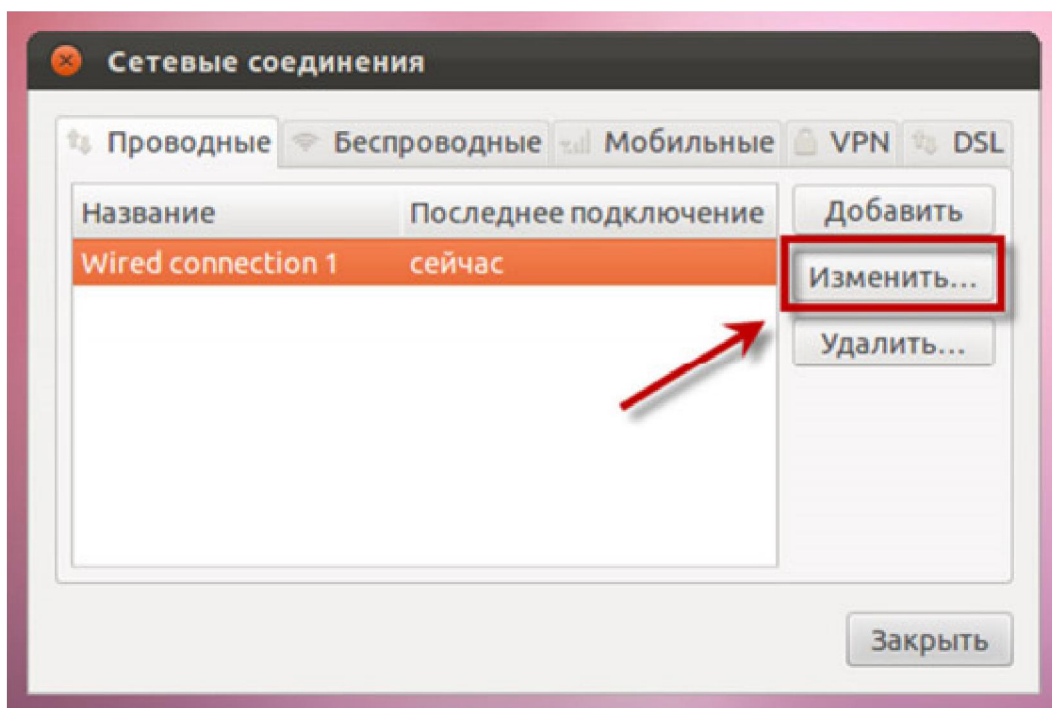 Сетевые соединения
Проводные Беспроводные Мобильные VPN DSL
Название Последнее подключение Добавить
Wired connection 1 сейчас Изменить...
Удалить...
Закрыть